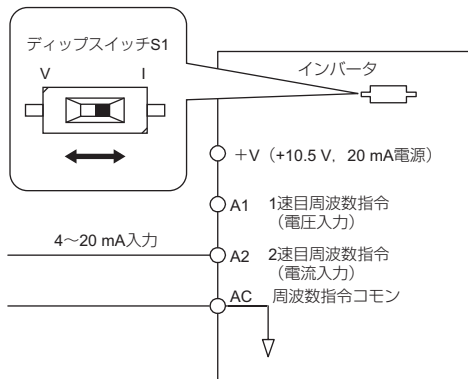 ディップスイッチS1
V I
インバータ
+V（+10.5 V，20 mA電源）
A1 1速目周波数指令
（電圧入力）
4～20 mA入力
A2 2速目周波数指令
（電流入力）
AC 周波数指令コモン